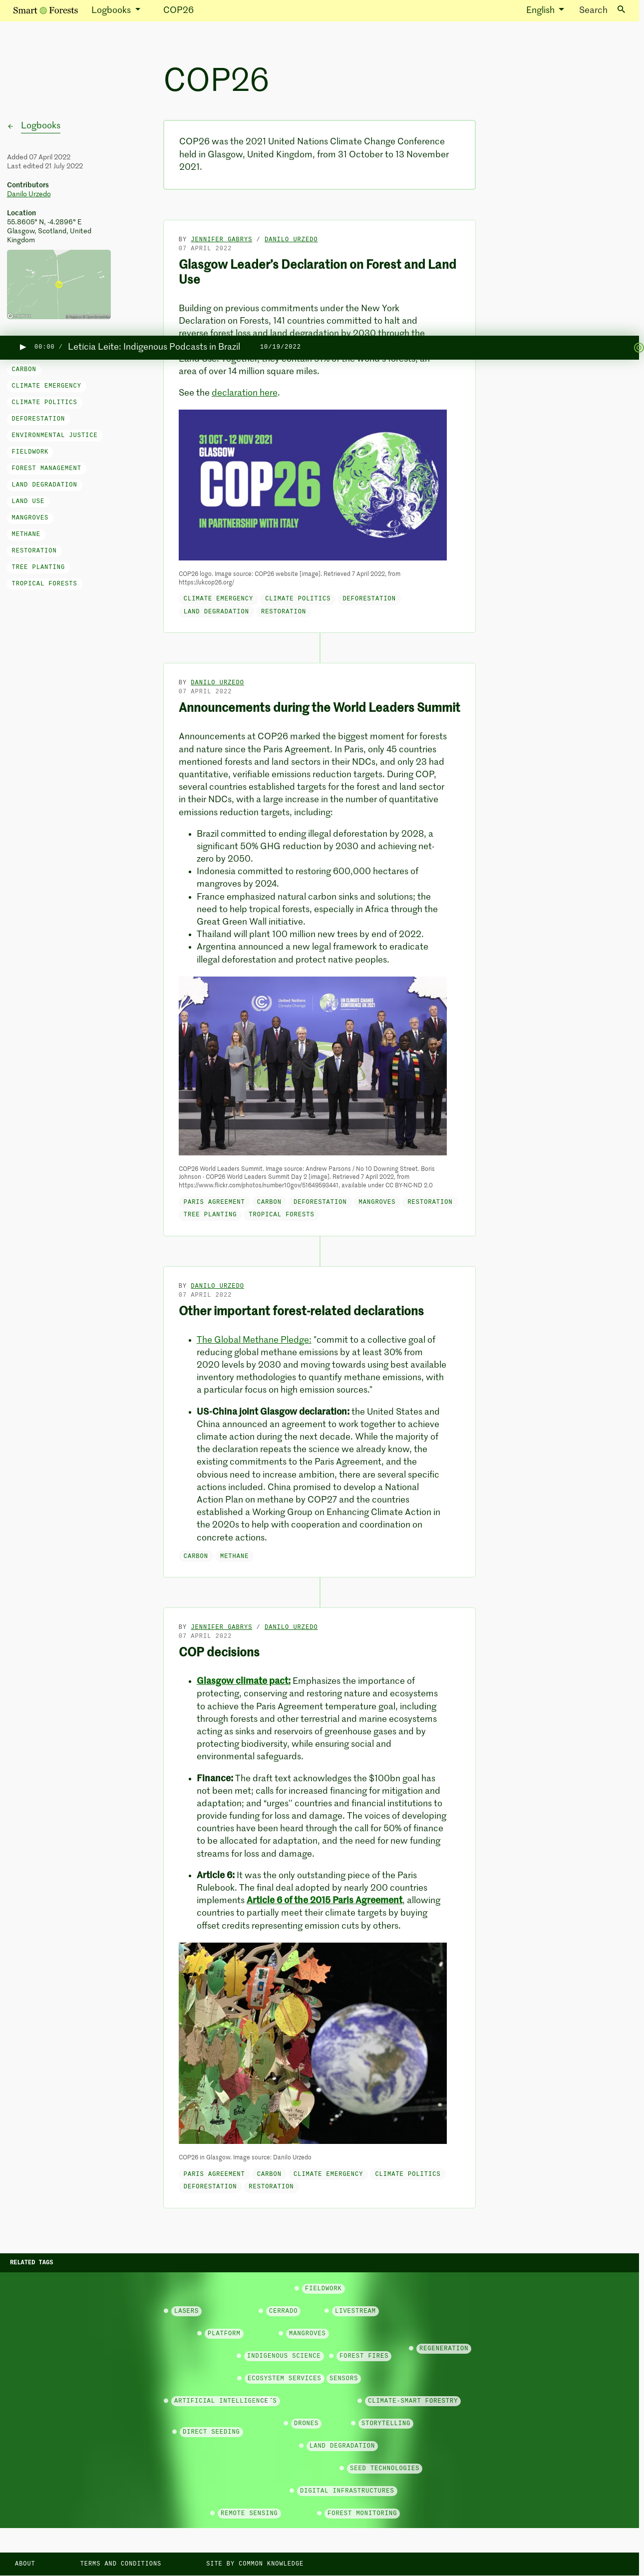 Smart Forests
Logbooks
COP26
English
Search
COP26
← Logbooks
Added 07 April 2022
Last edited 21 July 2022
Contributors
Danilo Urzedo
Location
55.8605° N, -4.2896° E
Glasgow, Scotland, United
Kingdom
CARBON
CLIMATE EMERGENCY
CLIMATE POLITICS
DEFORESTATION
ENVIRONMENTAL JUSTICE
FIELDWORK
FOREST MANAGEMENT
LAND DEGRADATION
LAND USE
MANGROVES
METHANE
RESTORATION
TREE PLANTING
TROPICAL FORESTS
COP26 was the 2021 United Nations Climate Change Conference
held in Glasgow, United Kingdom, from 31 October to 13 November
2021.
BY JENNIFER GABRYS / DANILO URZEDO
07 APRIL 2022
Glasgow Leader's Declaration on Forest and Land
Use
Building on previous commitments under the New York
Declaration on Forests, 141 countries committed to halt and
reverse forest loss and land degradation by 2030 through the
00:00 / Leticia Leite: Indigenous Podcasts in Brazil 10/19/2022
Land Use. Together, they contain 91% of the world's forests, an
area of over 14 million square miles.
See the declaration here.
31 OCT - 12 NOV 2021
GLASGOW
COP26
IN PARTNERSHIP WITH ITALY
COP26 logo. Image source: COP26 website [image]. Retrieved 7 April 2022, from
https://ukcop26.org/
CLIMATE EMERGENCY CLIMATE POLITICS DEFORESTATION
LAND DEGRADATION RESTORATION
BY DANILO URZEDO
07 APRIL 2022
Announcements during the World Leaders Summit
Announcements at COP26 marked the biggest moment for forests
and nature since the Paris Agreement. In Paris, only 45 countries
mentioned forests and land sectors in their NDCs, and only 23 had
quantitative, verifiable emissions reduction targets. During COP,
several countries established targets for the forest and land sector
in their NDCs, with a large increase in the number of quantitative
emissions reduction targets, including:
• Brazil committed to ending illegal deforestation by 2028, a
significant 50% GHG reduction by 2030 and achieving net-
zero by 2050.
• Indonesia committed to restoring 600,000 hectares of
mangroves by 2024.
• France emphasized natural carbon sinks and solutions; the
need to help tropical forests, especially in Africa through the
Great Green Wall initiative.
• Thailand will plant 100 million new trees by end of 2022.
• Argentina announced a new legal framework to eradicate
illegal deforestation and protect native peoples.
United Nations
Climate Change
UN CLIMATE CHANGE
CONFERENCE
COP26 World Leaders Summit. Image source: Andrew Parsons / No 10 Downing Street. Boris
Johnson - COP26 World Leaders Summit Day 2 [image]. Retrieved 7 April 2022, from
https://www.flickr.com/photos/number10gov/51649593441. available under CC BY-NC-ND 2.0
PARIS AGREEMENT CARBON DEFORESTATION MANGROVES RESTORATION
TREE PLANTING TROPICAL FORESTS
BY DANILO URZEDO
07 APRIL 2022
Other important forest-related declarations
• The Global Methane Pledge: "commit to a collective goal of
reducing global methane emissions by at least 30% from
2020 levels by 2030 and moving towards using best available
inventory methodologies to quantify methane emissions, with
a particular focus on high emission sources."
• US-China joint Glasgow declaration: the United States and
China announced an agreement to work together to achieve
climate action during the next decade. While the majority of
the declaration repeats the science we already know, the
existing commitments to the Paris Agreement, and the
obvious need to increase ambition, there are several specific
actions included. China promised to develop a National
Action Plan on methane by COP27 and the countries
established a Working Group on Enhancing Climate Action in
the 2020s to help with cooperation and coordination on
concrete actions.
CARBON METHANE
BY JENNIFER GABRYS / DANILO URZEDO
07 APRIL 2022
COP decisions
• Glasgow climate pact: Emphasizes the importance of
protecting, conserving and restoring nature and ecosystems
to achieve the Paris Agreement temperature goal, including
through forests and other terrestrial and marine ecosystems
acting as sinks and reservoirs of greenhouse gases and by
protecting biodiversity, while ensuring social and
environmental safeguards.
• Finance: The draft text acknowledges the $100bn goal has
not been met; calls for increased financing for mitigation and
adaptation; and "urges" countries and financial institutions to
provide funding for loss and damage. The voices of developing
countries have been heard through the call for 50% of finance
to be allocated for adaptation, and the need for new funding
streams for loss and damage.
• Article 6: It was the only outstanding piece of the Paris
Rulebook. The final deal adopted by nearly 200 countries
implements Article 6 of the 2015 Paris Agreement, allowing
countries to partially meet their climate targets by buying
offset credits representing emission cuts by others.
COP26 in Glasgow. Image source: Danilo Urzedo
PARIS AGREEMENT CARBON CLIMATE EMERGENCY CLIMATE POLITICS
DEFORESTATION RESTORATION
RELATED TAGS
FIELDWORK
LASERS CERRADO LIVESTREAM
PLATFORM MANGROVES
REGENERATION
INDIGENOUS SCIENCE FOREST FIRES
ECOSYSTEM SERVICES SENSORS
ARTIFICIAL INTELLIGENCE'S CLIMATE-SMART FORESTRY
DRONES STORYTELLING
DIRECT SEEDING
LAND DEGRADATION
SEED TECHNOLOGIES
DIGITAL INFRASTRUCTURES
REMOTE SENSING FOREST MONITORING
ABOUT TERMS AND CONDITIONS SITE BY COMMON KNOWLEDGE